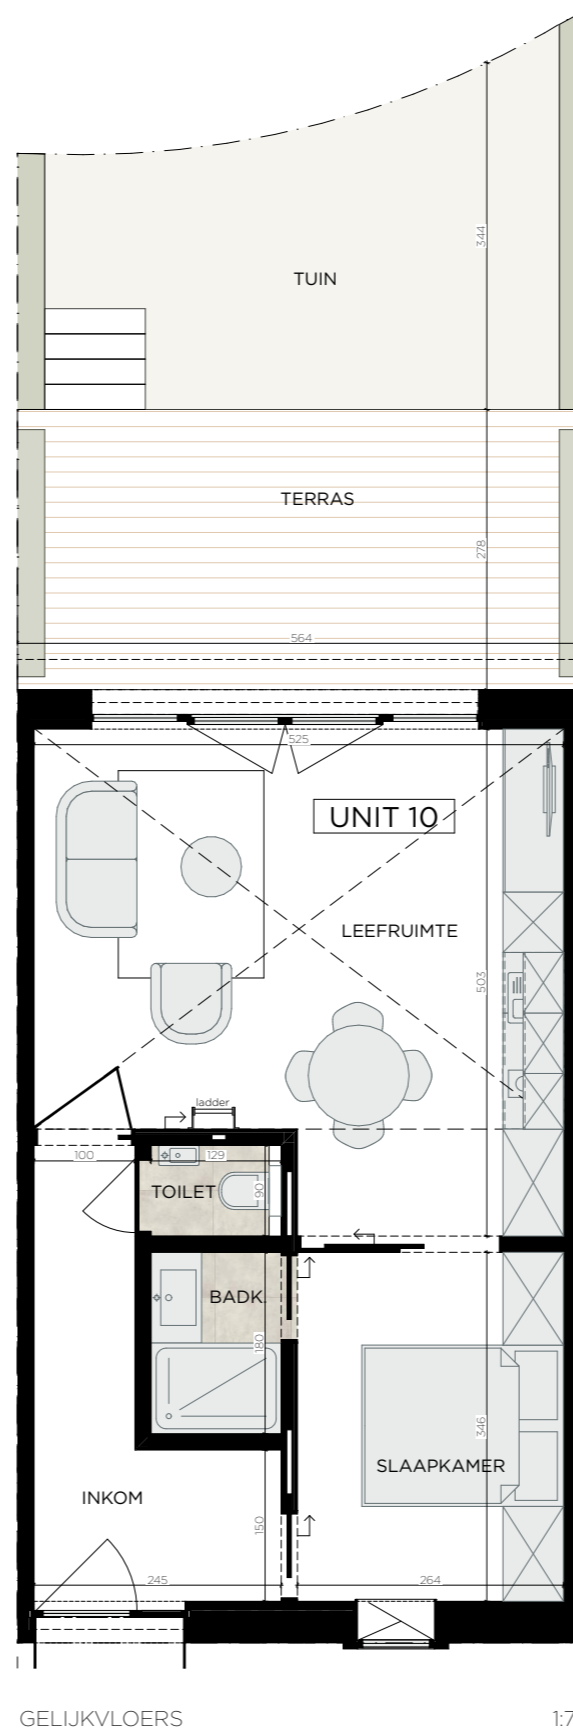 344
TUIN
TERRAS
278
564
525
UNIT 10
LEEFRUIMTE
503
ladder
100
129
TOILET
90
BADK.
180
346
SLAAPKAMER
INKOM
150
245
264
GELIJKVLOERS
1:7